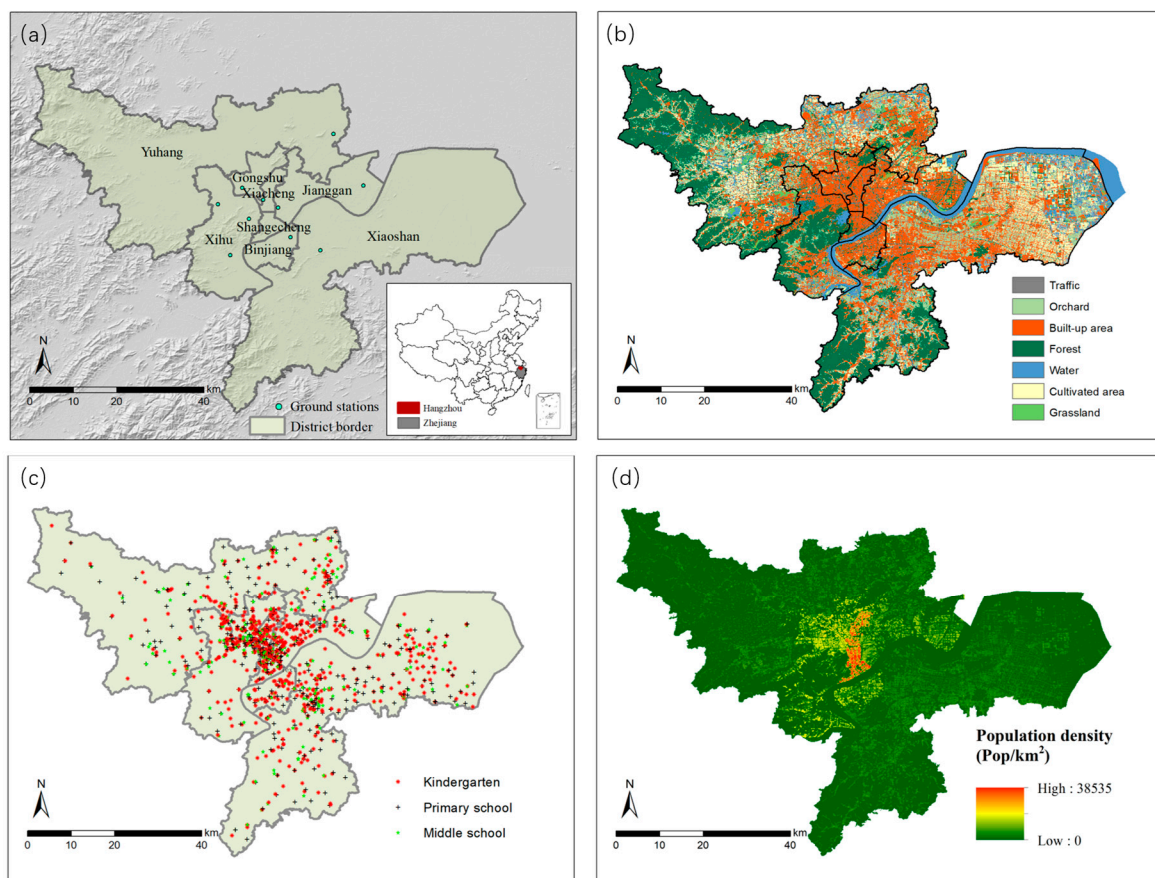 (a)
Yuhang
Gongshu
Xiacheng
Jianggan
Shangecheng
Xihu
Binjiang
Xiaoshan
N
0 10 20 40
km
Ground stations
District border
Hangzhou
Zhejiang
(b)
N
0 10 20 40
km
Traffic
Orchard
Built-up area
Forest
Water
Cultivated area
Grassland
(c)
N
0 10 20 40
km
Kindergarten
Primary school
Middle school
(d)
N
0 10 20 40
km
Population density
(Pop/km²)
High : 38535
Low : 0